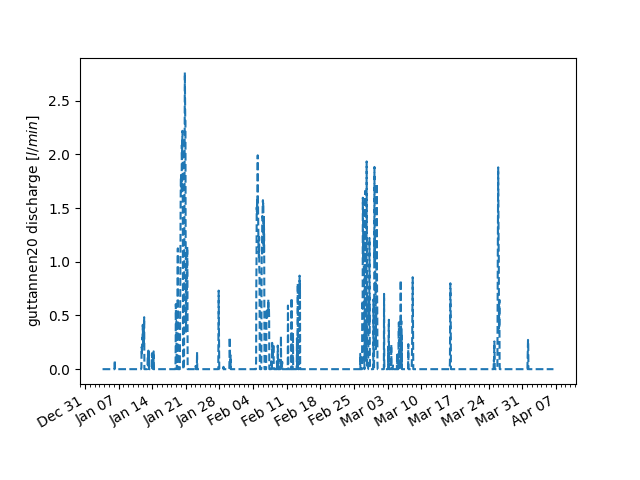 guttannen20 discharge [l/min]
2.5
2.0
1.5
1.0
0.5
0.0
Dec 31
Jan 07
Jan 14
Jan 21
Jan 28
Feb 04
Feb 11
Feb 18
Feb 25
Mar 03
Mar 10
Mar 17
Mar 24
Mar 31
Apr 07